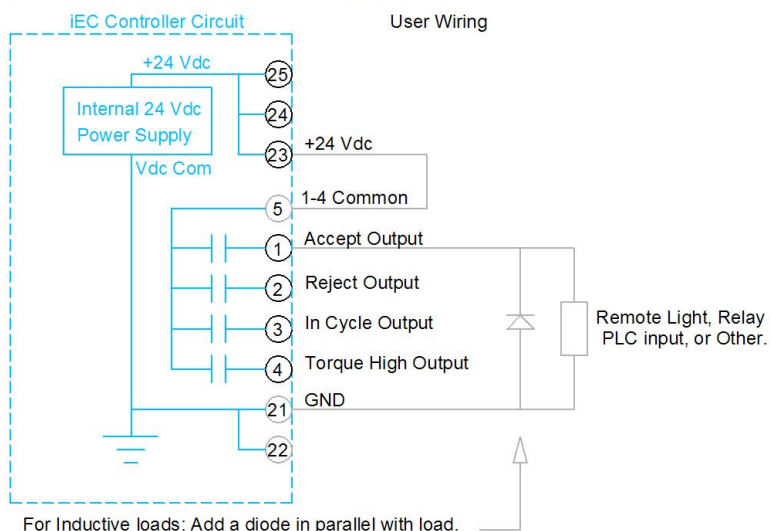 iEC Controller Circuit
User Wiring
+24 Vdc
25
Internal 24 Vdc
Power Supply
24
23
+24 Vdc
Vdc Com
5
1-4 Common
1
Accept Output
2
Reject Output
3
In Cycle Output
Remote Light, Relay
PLC input, or Other.
4
Torque High Output
21
GND
22
For Inductive loads: Add a diode in parallel with load.